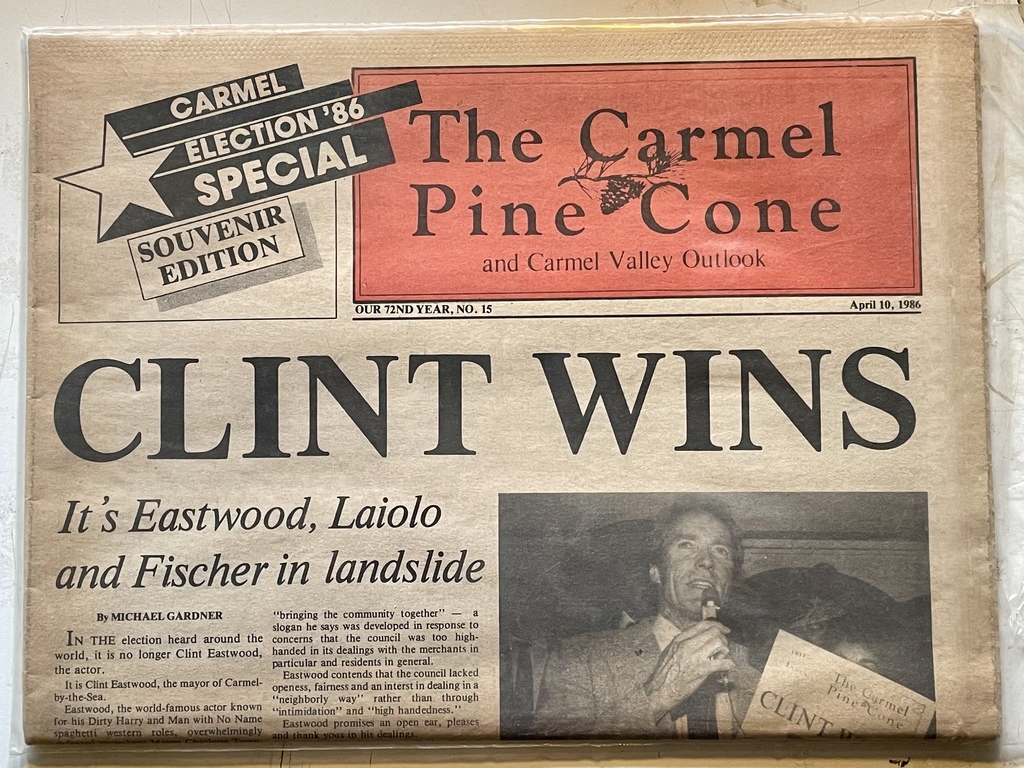 CARMEL
ELECTION '86
SPECIAL
SOUVENIR
EDITION
The Carmel
Pine Cone
and Carmel Valley Outlook
OUR 72ND YEAR, NO. 15
April 10, 1986
CLINT WINS
It's Eastwood, Laiolo
and Fischer in landslide
By MICHAEL GARDNER
IN THE election heard around the
world, it is no longer Clint Eastwood,
the actor.
It is Clint Eastwood, the mayor of Carmel-
by-the-Sea.
Eastwood, the world-famous actor known
for his Dirty Harry and Man with No Name
spaghetti western roles, overwhelmingly
"bringing the community together" — a
slogan he says was developed in response to
concerns that the council was too high-
handed in its dealings with the merchants in
particular and residents in general.
Eastwood contends that the council lacked
openess, fairness and an interst in dealing in a
"neighborly way" rather than through
"intimidation" and "high handedness."
Eastwood promises an open ear, pleases
and thank yous in his dealings.
The Carmel
Pine Cone
CLINT